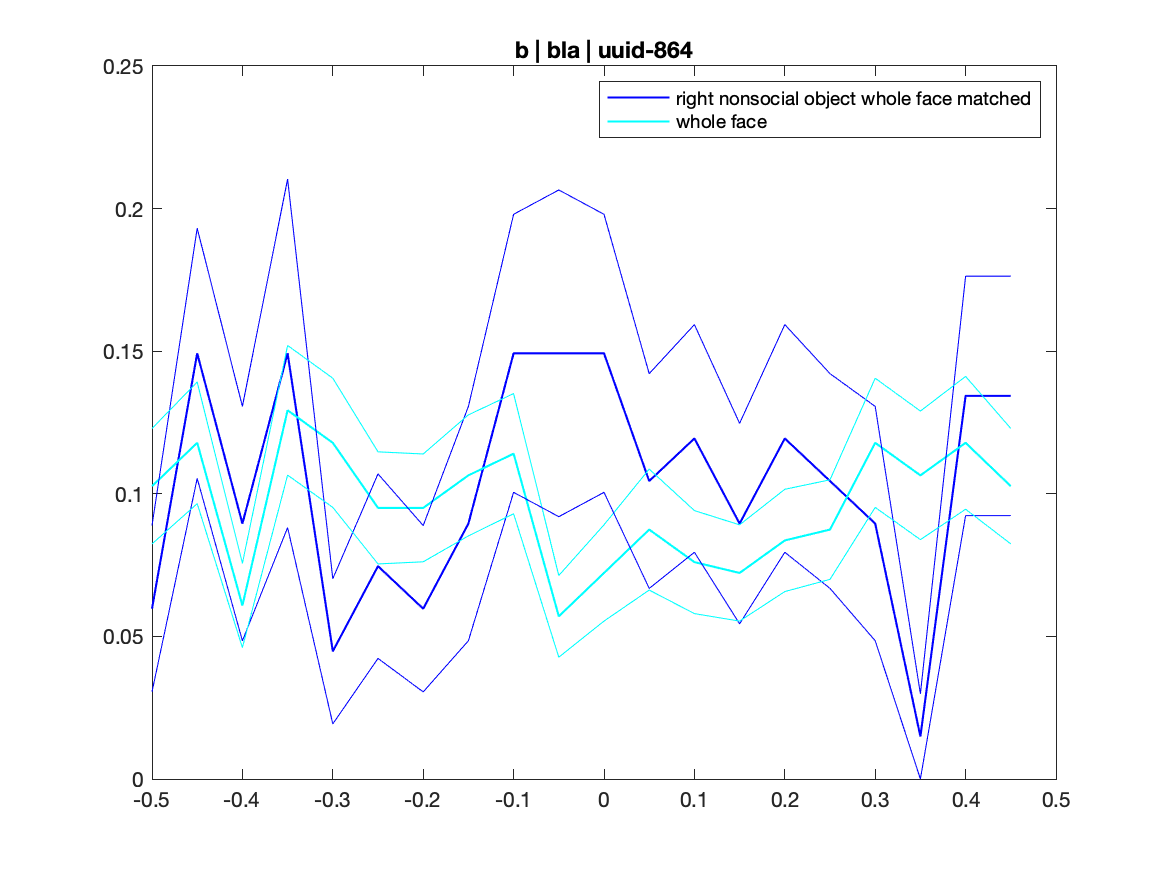 b | bla | uuid-864
0.25
right nonsocial object whole face matched
whole face
0.2
0.15
0.1
0.05
0
-0.5 -0.4 -0.3 -0.2 -0.1 0 0.1 0.2 0.3 0.4 0.5